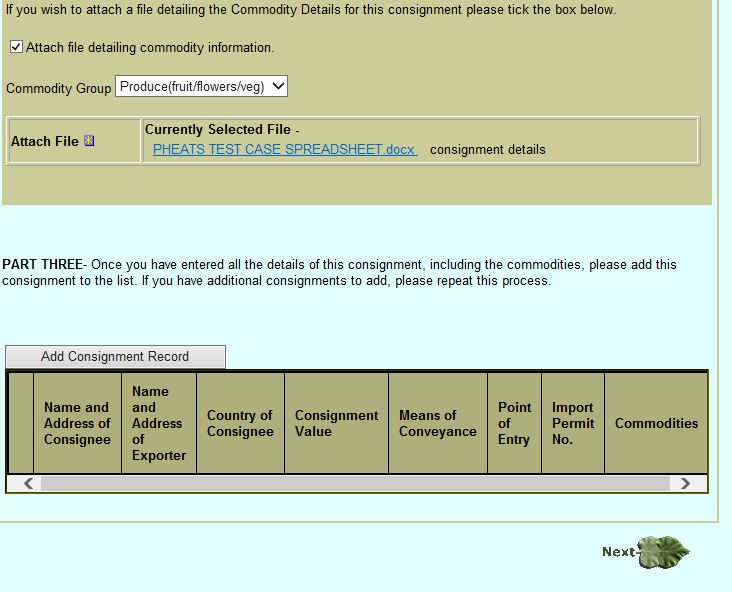 If you wish to attach a file detailing the Commodity Details for this consignment please tick the box below.
Attach file detailing commodity information.
Commodity Group Produce(fruit/flowers/veg)
Attach File
Currently Selected File -
PHEATS TEST CASE SPREADSHEET.docx consignment details
PART THREE- Once you have entered all the details of this consignment, including the commodities, please add this
consignment to the list. If you have additional consignments to add, please repeat this process.
Add Consignment Record
Name and
Address of
Consignee
Name
and
Address
of
Exporter
Country of
Consignee
Consignment
Value
Means of
Conveyance
Point
of
Entry
Import
Permit
No.
Commodities
Next